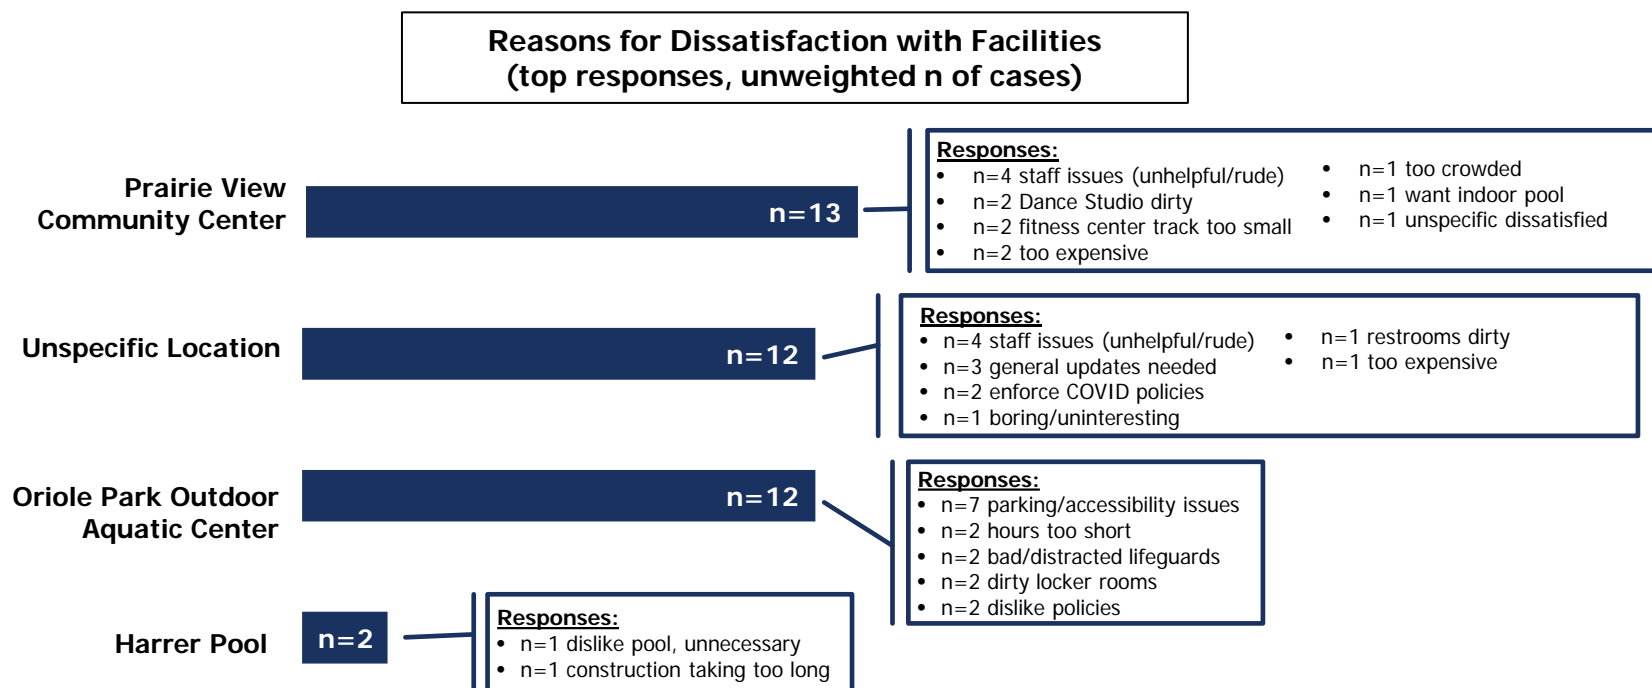 Reasons for Dissatisfaction with Facilities
(top responses, unweighted n of cases)
Prairie View
Community Center
n=13
Responses:
• n=4 staff issues (unhelpful/rude)
• n=2 Dance Studio dirty
• n=2 fitness center track too small
• n=2 too expensive
• n=1 too crowded
• n=1 want indoor pool
• n=1 unspecific dissatisfied
Unspecific Location
n=12
Responses:
• n=4 staff issues (unhelpful/rude)
• n=3 general updates needed
• n=2 enforce COVID policies
• n=1 boring/uninteresting
• n=1 restrooms dirty
• n=1 too expensive
Oriole Park Outdoor
Aquatic Center
n=12
Responses:
• n=7 parking/accessibility issues
• n=2 hours too short
• n=2 bad/distracted lifeguards
• n=2 dirty locker rooms
• n=2 dislike policies
Harrer Pool
n=2
Responses:
• n=1 dislike pool, unnecessary
• n=1 construction taking too long